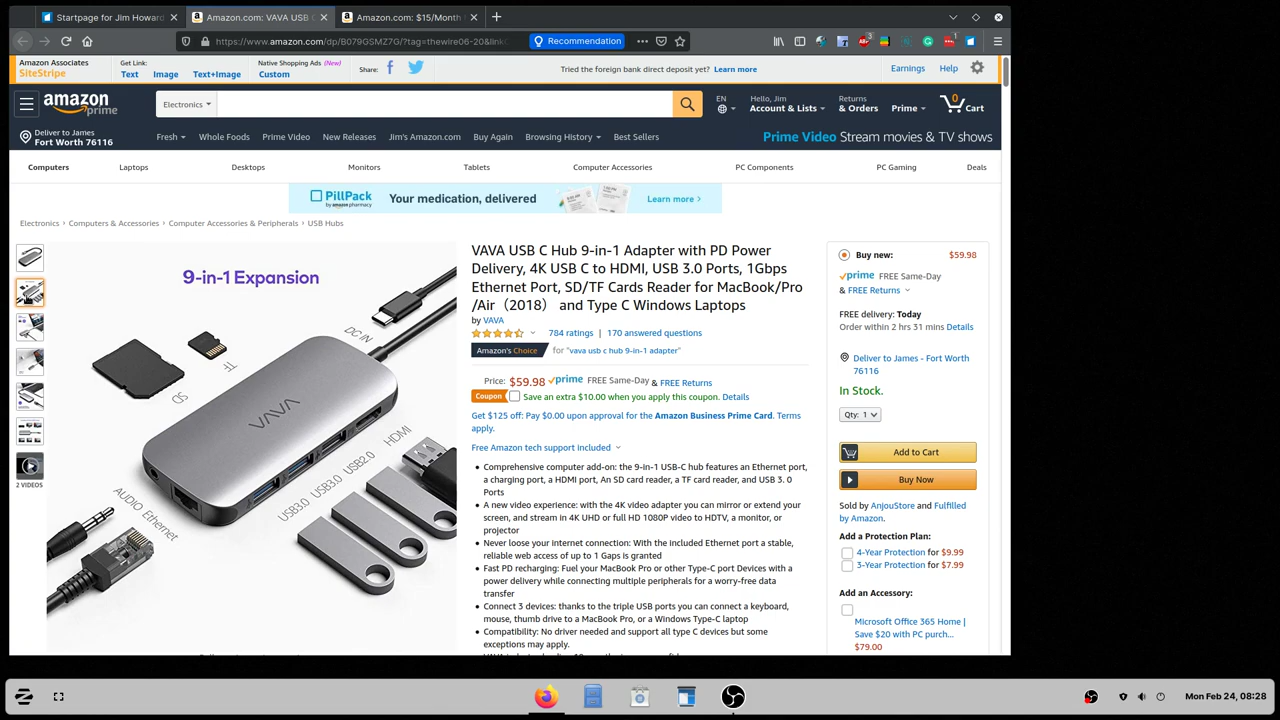 Startpage for Jim Howard
Amazon.com: VAVA USB C
Amazon.com: $15/Month
https://www.amazon.com/dp/B079GSMZ7G/?tag=thewire06-20&link
Recommendation
Amazon Associates
SiteStripe
Get Link:
Text
Image
Text+Image
Native Shopping Ads (New)
Custom
Share:
Tried the foreign bank direct deposit yet? Learn more
Earnings
Help
amazon
prime
Electronics
EN
Hello, Jim
Account & Lists
Returns
& Orders
Prime
0
Cart
Deliver to James
Fort Worth 76116
Fresh
Whole Foods
Prime Video
New Releases
Jim's Amazon.com
Buy Again
Browsing History
Best Sellers
Prime Video Stream movies & TV shows
Computers
Laptops
Desktops
Monitors
Tablets
Computer Accessories
PC Components
PC Gaming
Deals
PillPack
by amazon pharmacy
Your medication, delivered
Learn more >
Electronics › Computers & Accessories › Computer Accessories & Peripherals › USB Hubs
2 VIDEOS
9-in-1 Expansion
DC IN
TF
SD
VAVA
HDMI
USB2.0
USB3.0
USB3.0
AUDIO
Ethernet
VAVA USB C Hub 9-in-1 Adapter with PD Power
Delivery, 4K USB C to HDMI, USB 3.0 Ports, 1Gbps
Ethernet Port, SD/TF Cards Reader for MacBook/Pro
/Air（2018） and Type C Windows Laptops
by VAVA
784 ratings | 170 answered questions
Amazon's Choice
for "vava usb c hub 9-in-1 adapter"
Price: $59.98 prime FREE Same-Day & FREE Returns
Coupon
Save an extra $10.00 when you apply this coupon. Details
Get $125 off: Pay $0.00 upon approval for the Amazon Business Prime Card. Terms
apply.
Free Amazon tech support included
• Comprehensive computer add-on: the 9-in-1 USB-C hub features an Ethernet port,
a charging port, a HDMI port, An SD card reader, a TF card reader, and USB 3. 0
Ports
• A new video experience: with the 4K video adapter you can mirror or extend your
screen, and stream in 4K UHD or full HD 1080P video to HDTV, a monitor, or
projector
• Never loose your internet connection: With the included Ethernet port a stable,
reliable web access of up to 1 Gaps is granted
• Fast PD recharging: Fuel your MacBook Pro or other Type-C port Devices with a
power delivery while connecting multiple peripherals for a worry-free data
transfer
• Connect 3 devices: thanks to the triple USB ports you can connect a keyboard,
mouse, thumb drive to a MacBook Pro, or a Windows Type-C laptop
• Compatibility: No driver needed and support all type C devices but some
exceptions may apply.
Buy new:
$59.98
prime FREE Same-Day
& FREE Returns
FREE delivery: Today
Order within 2 hrs 31 mins Details
Deliver to James - Fort Worth
76116
In Stock.
Qty: 1
Add to Cart
Buy Now
Sold by AnjouStore and Fulfilled
by Amazon.
Add a Protection Plan:
4-Year Protection for $9.99
3-Year Protection for $7.99
Add an Accessory:
Microsoft Office 365 Home |
Save $20 with PC purch...
$79.00
Mon Feb 24, 08:28